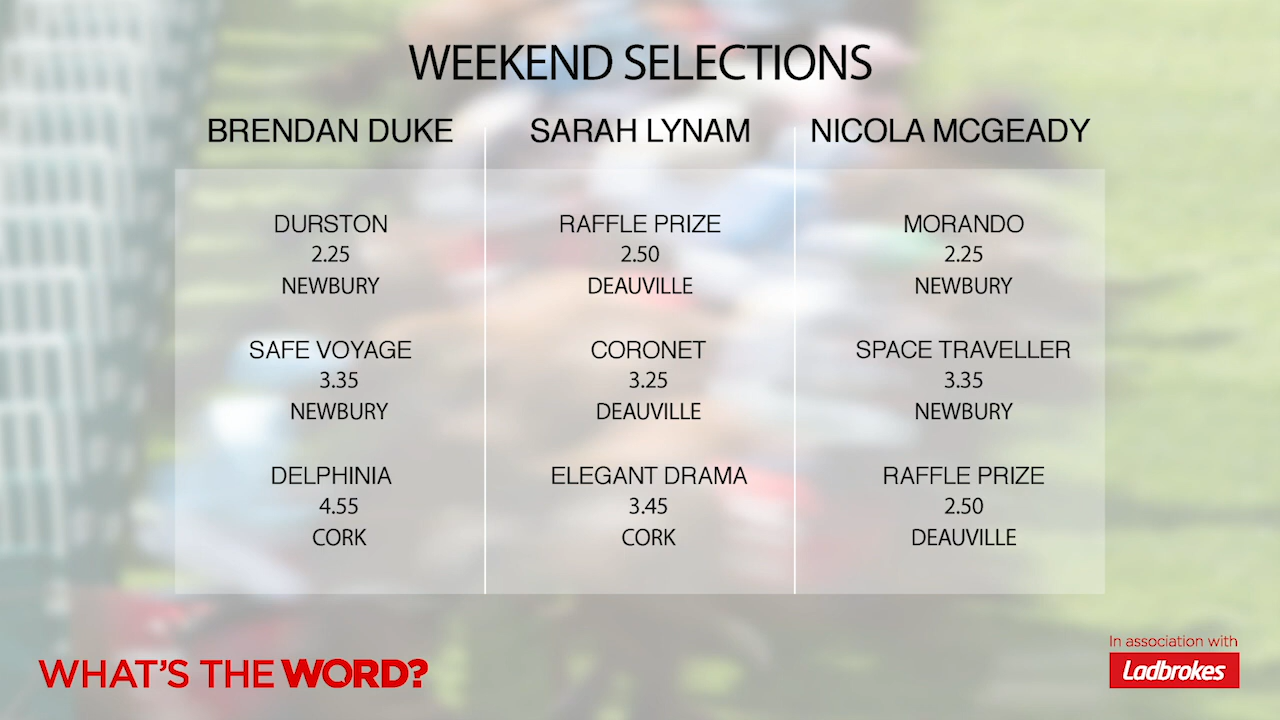 WEEKEND SELECTIONS
BRENDAN DUKE
DURSTON
2.25
NEWBURY
SAFE VOYAGE
3.35
NEWBURY
DELPHINIA
4.55
CORK
SARAH LYNAM
RAFFLE PRIZE
2.50
DEAUVILLE
CORONET
3.25
DEAUVILLE
ELEGANT DRAMA
3.45
CORK
NICOLA MCGEADY
MORANDO
2.25
NEWBURY
SPACE TRAVELLER
3.35
NEWBURY
RAFFLE PRIZE
2.50
DEAUVILLE
WHAT'S THE WORD?
In association with
Ladbrokes